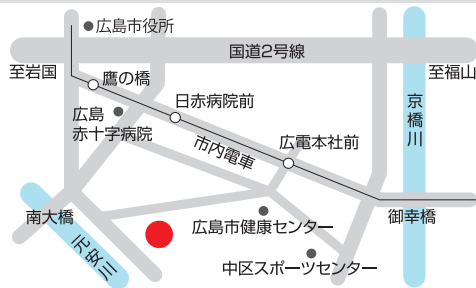 広島市役所
国道2号線
至岩国
至福山
鷹の橋
日赤病院前
広島
赤十字病院
市内電車
広電本社前
京橋川
南大橋
元安川
広島市健康センター
御幸橋
中区スポーツセンター